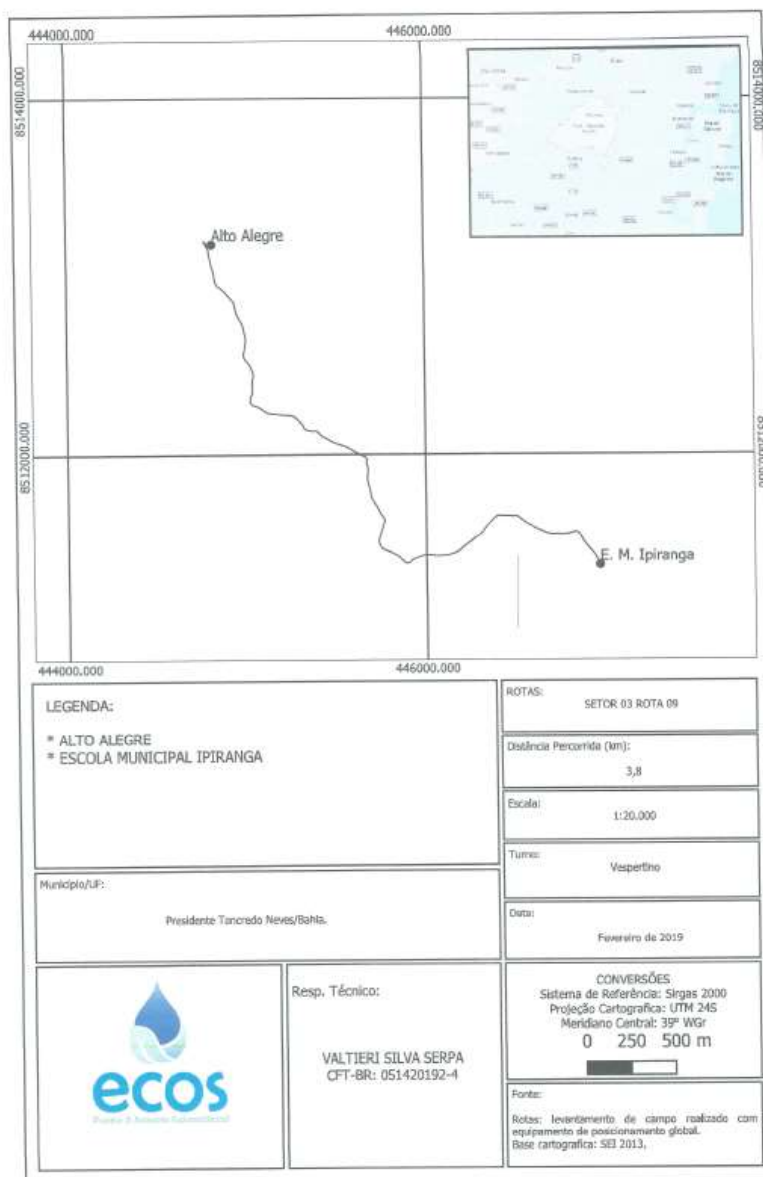 444000.000
446000.000
8514000.000
8514000.000
Alto Alegre
8512000.000
8512000.000
E. M. Ipiranga
444000.000
446000.000
LEGENDA:
* ALTO ALEGRE
* ESCOLA MUNICIPAL IPIRANGA
ROTAS:
SETOR 03 ROTA 09
Distância Percorrida (km):
3,8
Escala:
1:20.000
Turno:
Vespertino
Município/UF:
Presidente Tancredo Neves/Bahia.
Data:
Fevereiro de 2019
ecos
Resp. Técnico:
VALTIERI SILVA SERPA
CFT-BR: 051420192-4
CONVERSÕES
Sistema de Referência: Sirgas 2000
Projeção Cartografica: UTM 24S
Meridiano Central: 39º WGr
0 250 500 m
Fonte:
Rotas: levantamento de campo realizado com
equipamento de posicionamento global.
Base cartografica: SEI 2013.